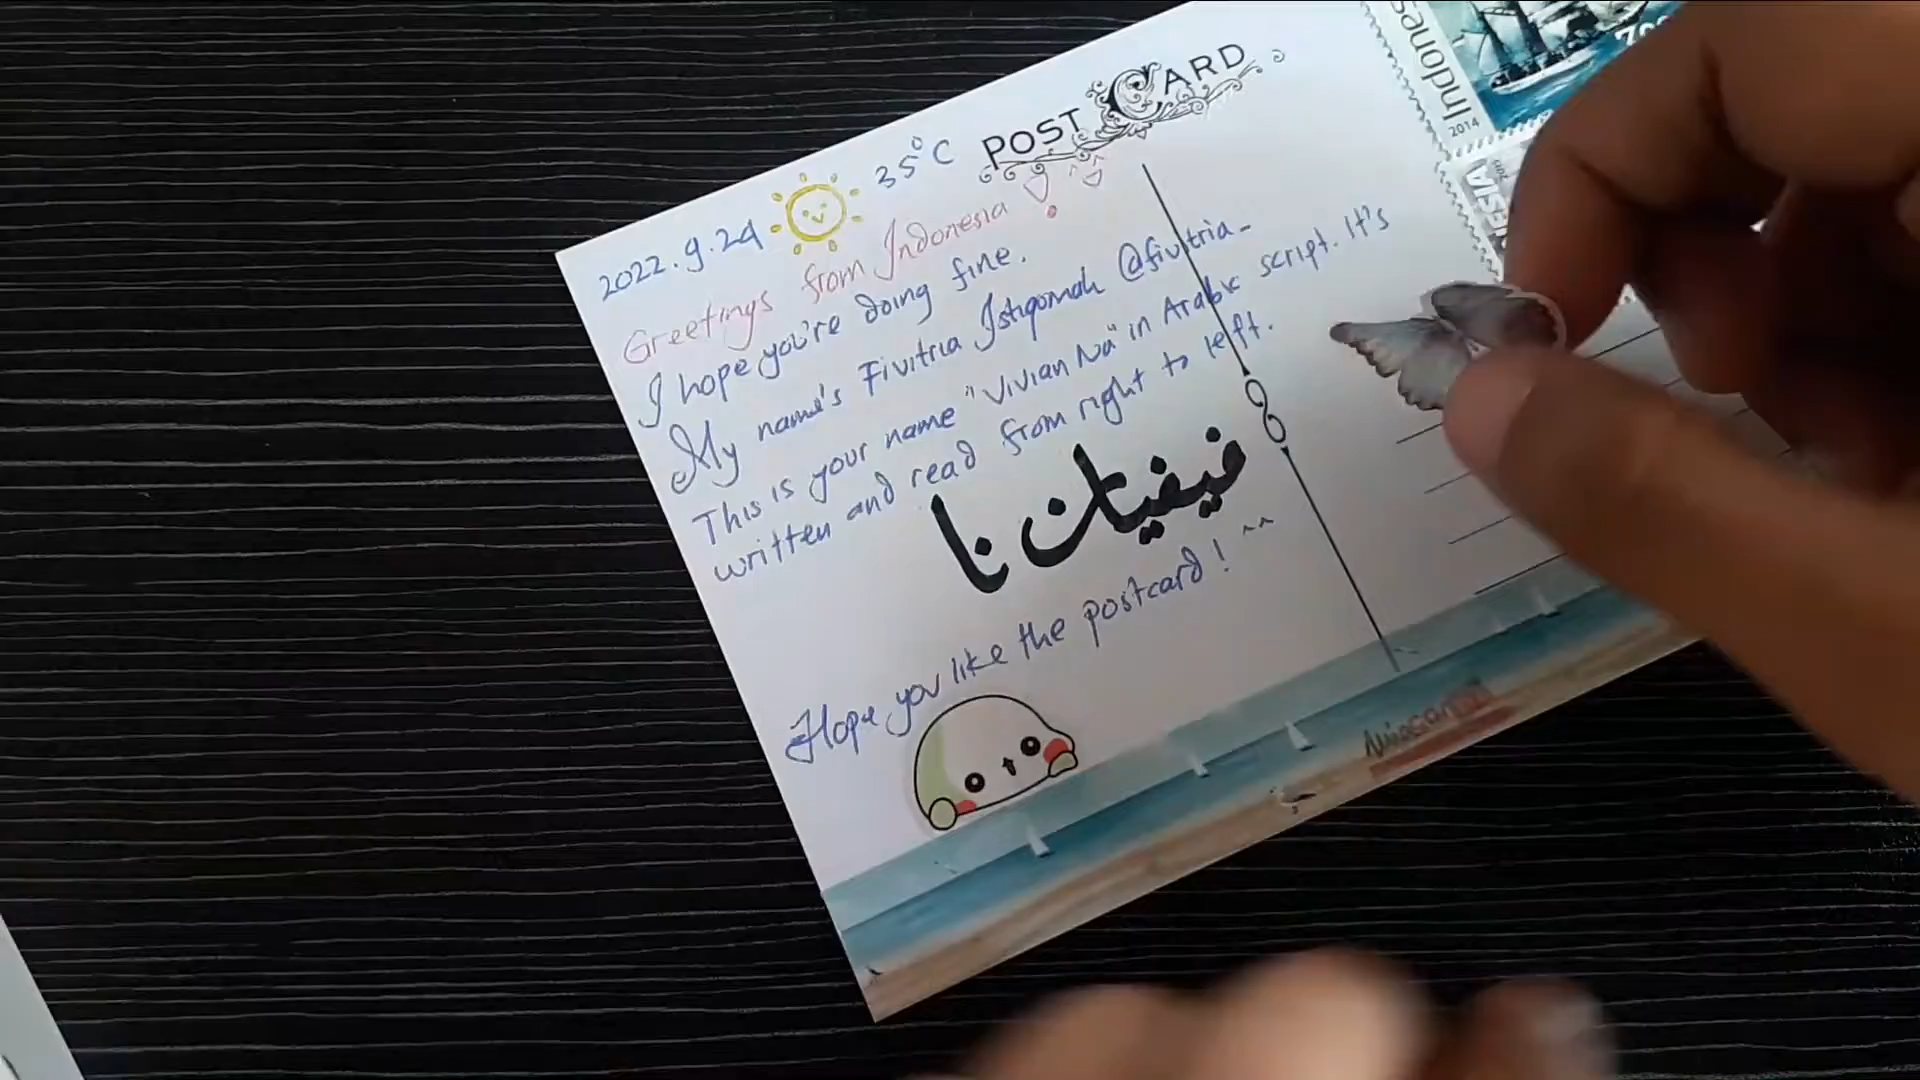 POST CARD
2022.9.24 35°C
Greetings from Indonesia
I hope you're doing fine.
My name's Fivitria Istiqomah @fivitria_
This is your name "Vivian Na" in Arabic script. It's
written and read from right to left.
فيفيان نا
Hope you like the postcard! ^^
Indones
2014